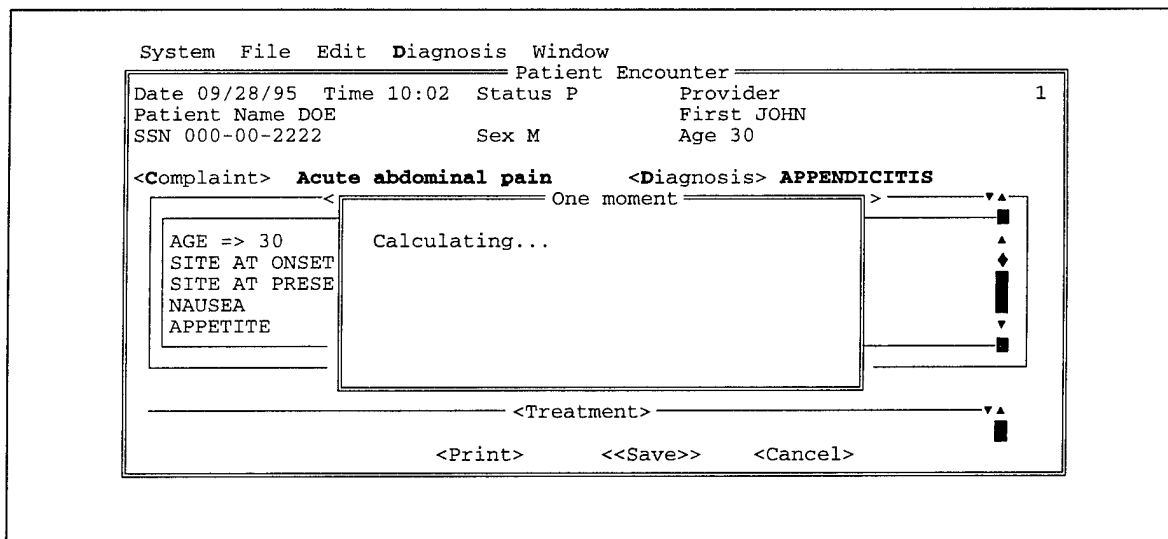 System File Edit Diagnosis Window
Patient Encounter
Date 09/28/95 Time 10:02 Status P Provider 1
Patient Name DOE First JOHN
SSN 000-00-2222 Sex M Age 30
<Complaint> Acute abdominal pain <Diagnosis> APPENDICITIS
< One moment >
AGE => 30 Calculating...
SITE AT ONSET
SITE AT PRESE
NAUSEA
APPETITE
<Treatment>
<Print> <<Save>> <Cancel>